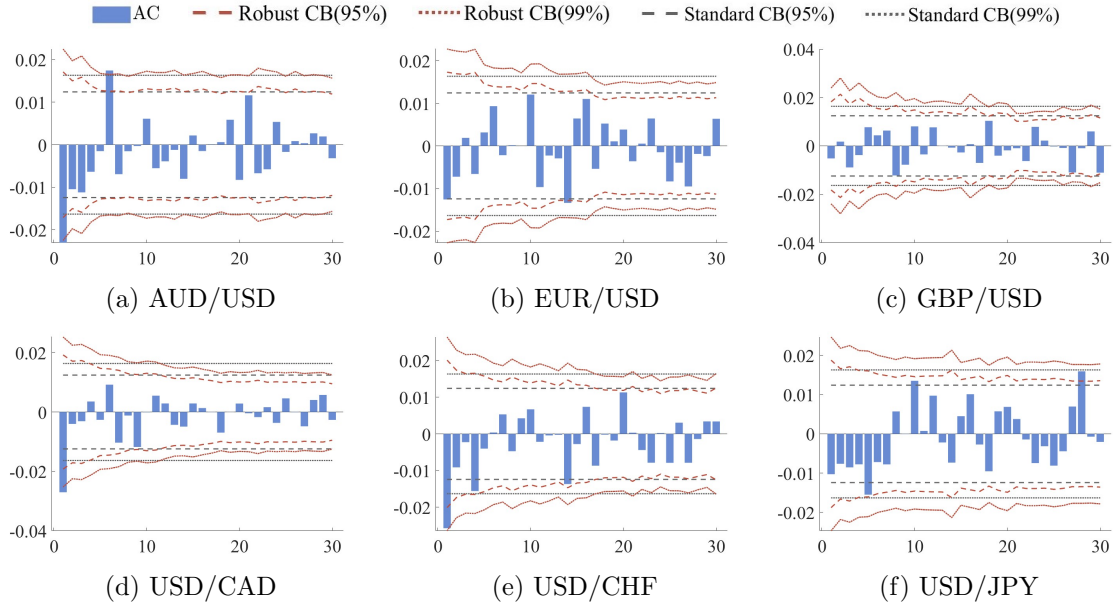 AC Robust CB(95%) Robust CB(99%) Standard CB(95%) Standard CB(99%)
0.02
0.01
0
-0.01
-0.02
0 10 20 30
(a) AUD/USD
0.02
0.01
0
-0.01
-0.02
0 10 20 30
(b) EUR/USD
0.04
0.02
0
-0.02
-0.04
0 10 20 30
(c) GBP/USD
0.02
0
-0.02
-0.04
0 10 20 30
(d) USD/CAD
0.02
0.01
0
-0.01
-0.02
0 10 20 30
(e) USD/CHF
0.02
0.01
0
-0.01
-0.02
0 10 20 30
(f) USD/JPY